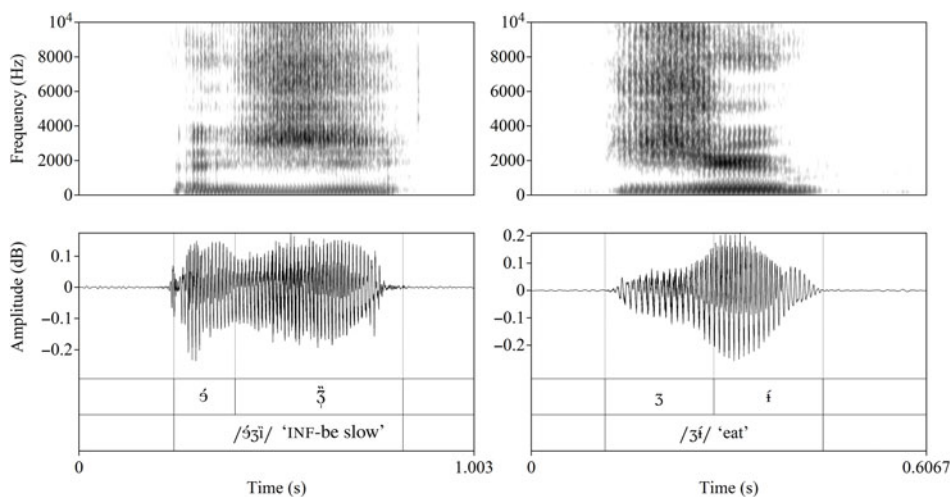 10⁴
8000
6000
4000
2000
0
Frequency (Hz)
10⁴
8000
6000
4000
2000
0
0.1
0
−0.1
−0.2
Amplitude (dB)
0.2
0.1
0
−0.1
−0.2
ɘ́
ʒ
ɨ́
/ɘ́ʒï/ ‘INF-be slow’
/ʒɨ́/ ‘eat’
0
1.003
0
0.6067
Time (s)
Time (s)